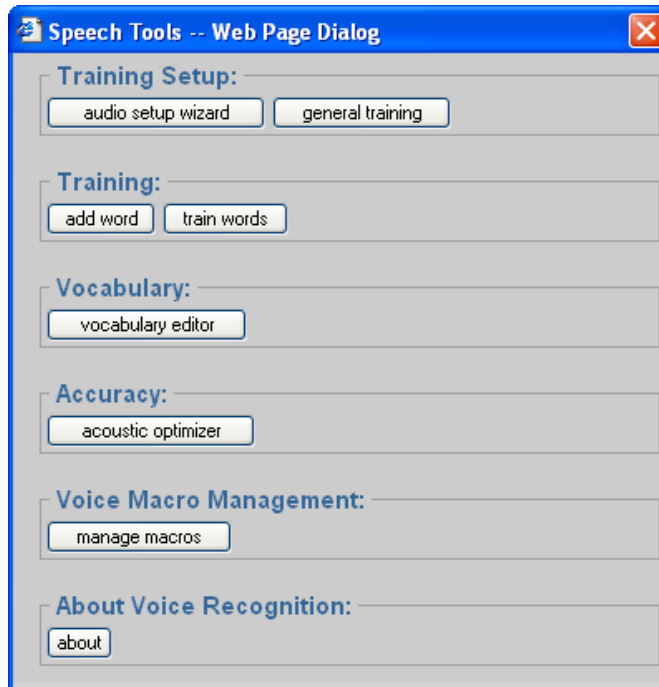 Speech Tools -- Web Page Dialog
Training Setup:
audio setup wizard general training
Training:
add word train words
Vocabulary:
vocabulary editor
Accuracy:
acoustic optimizer
Voice Macro Management:
manage macros
About Voice Recognition:
about